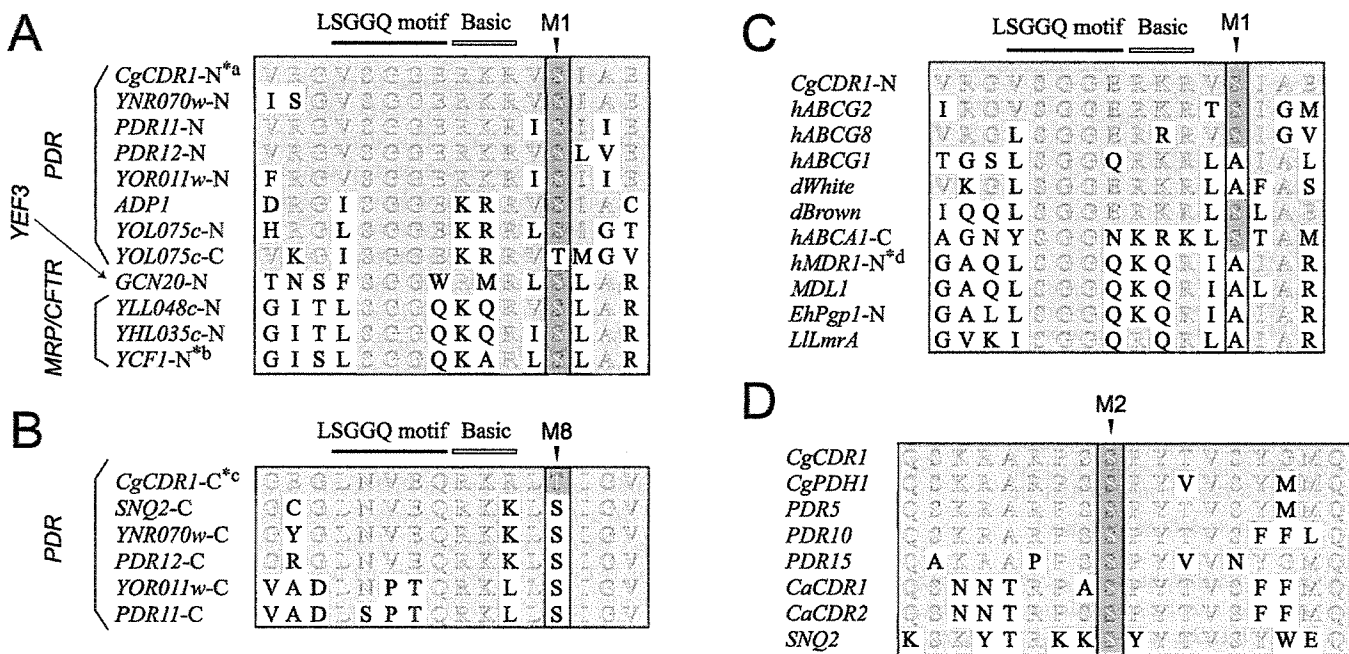 A
LSGGQ motif Basic M1
PDR
YEF3
MRP/CFTR
CgCDR1-N*a V R G V S G G E R K R V S I A E
YNR070w-N I S G V S G G E R K R V S I A E
PDR11-N V R G V S G G E R K R I S I I E
PDR12-N V R G V S G G E R K R V S L V E
YOR011w-N F R G V S G G E R K R I S I I E
ADP1 D R G I S G G E K R R V S I A C
YOL075c-N H R G L S G G E K R R L S I G T
YOL075c-C V K G I S G G E K R R V T M G V
GCN20-N T N S F S G G W R M R L S L A R
YLL048c-N G I T L S G G Q K Q R V S L A R
YHL035c-N G I T L S G G Q K Q R I S L A R
YCF1-N*b G I S L S G G Q K A R L S L A R
B
LSGGQ motif Basic M8
PDR
CgCDR1-C*c G R G L N V E Q R K R L T I G V
SNQ2-C G C G L N V E Q R K K L S I G V
YNR070w-C G Y G L N V E Q R K K L S I G V
PDR12-C G R G L N V E Q R K K L S I G V
YOR011w-C V A D L N P T Q R K L L S I G V
PDR11-C V A D L S P T Q R K L L S I G V
C
LSGGQ motif Basic M1
CgCDR1-N V R G V S G G E R K R V S I A E
hABCG2 I R G V S G G E R K R T S I G M
hABCG8 V R G L S G G E R R R V S I G V
hABCG1 T G S L S G G Q R K R L A I A L
dWhite V K G L S G G E R K R L A F A S
dBrown I Q Q L S G G E R K R L S L A E
hABCA1-C A G N Y S G G N K R K L S T A M
hMDR1-N*d G A Q L S G G Q K Q R I A I A R
MDL1 G A Q L S G G Q K Q R I A L A R
EhPgp1-N G A L L S G G Q K Q R I A I A R
LlLmrA G V K I S G G Q R Q R I A I A R
D
M2
CgCDR1 Q S K R A R P S S P Y T V S Y G M Q
CgPDH1 Q S K R A R P S S P Y V V S Y M M Q
PDR5 Q S K R A R P S S P Y T V S Y M M Q
PDR10 Q S K R A R P S S P Y T V S F F L Q
PDR15 Q A K R A P P S S P Y V V N Y G M Q
CaCDR1 Q S N N T R P A S P Y T V S F F M Q
CaCDR2 Q S N N T R P S S P Y T V S F F M Q
SNQ2 K S K Y T R K K S Y Y T V S Y W E Q